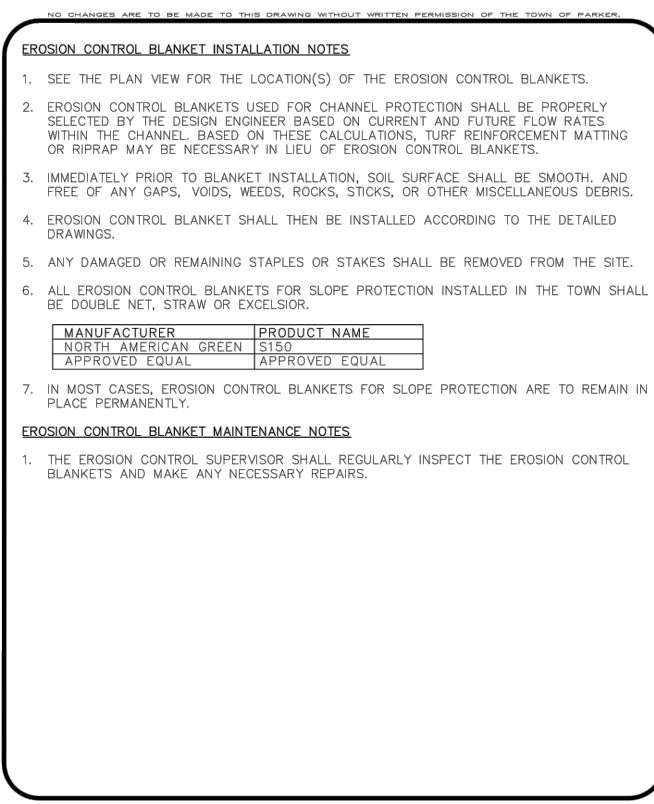 NO CHANGES ARE TO BE MADE TO THIS DRAWING WITHOUT WRITTEN PERMISSION OF THE TOWN OF PARKER.
EROSION CONTROL BLANKET INSTALLATION NOTES
1. SEE THE PLAN VIEW FOR THE LOCATION(S) OF THE EROSION CONTROL BLANKETS.
2. EROSION CONTROL BLANKETS USED FOR CHANNEL PROTECTION SHALL BE PROPERLY
SELECTED BY THE DESIGN ENGINEER BASED ON CURRENT AND FUTURE FLOW RATES
WITHIN THE CHANNEL. BASED ON THESE CALCULATIONS, TURF REINFORCEMENT MATTING
OR RIPRAP MAY BE NECESSARY IN LIEU OF EROSION CONTROL BLANKETS.
3. IMMEDIATELY PRIOR TO BLANKET INSTALLATION, SOIL SURFACE SHALL BE SMOOTH. AND
FREE OF ANY GAPS, VOIDS, WEEDS, ROCKS, STICKS, OR OTHER MISCELLANEOUS DEBRIS.
4. EROSION CONTROL BLANKET SHALL THEN BE INSTALLED ACCORDING TO THE DETAILED
DRAWINGS.
5. ANY DAMAGED OR REMAINING STAPLES OR STAKES SHALL BE REMOVED FROM THE SITE.
6. ALL EROSION CONTROL BLANKETS FOR SLOPE PROTECTION INSTALLED IN THE TOWN SHALL
BE DOUBLE NET, STRAW OR EXCELSIOR.
MANUFACTURER PRODUCT NAME
NORTH AMERICAN GREEN S150
APPROVED EQUAL APPROVED EQUAL
7. IN MOST CASES, EROSION CONTROL BLANKETS FOR SLOPE PROTECTION ARE TO REMAIN IN
PLACE PERMANENTLY.
EROSION CONTROL BLANKET MAINTENANCE NOTES
1. THE EROSION CONTROL SUPERVISOR SHALL REGULARLY INSPECT THE EROSION CONTROL
BLANKETS AND MAKE ANY NECESSARY REPAIRS.